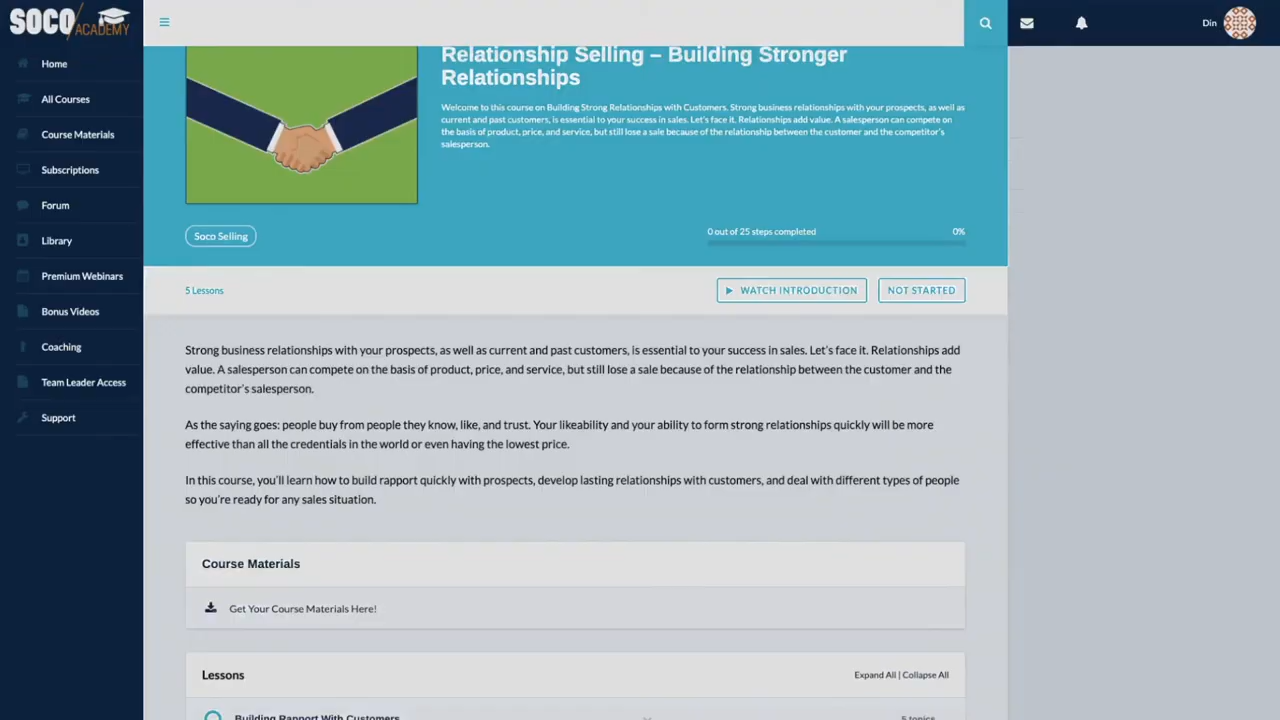 SOCO ACADEMY
Din
Home
All Courses
Course Materials
Subscriptions
Forum
Library
Premium Webinars
Bonus Videos
Coaching
Team Leader Access
Support
Relationship Selling – Building Stronger
Relationships
Welcome to this course on Building Strong Relationships with Customers. Strong business relationships with your prospects, as well as
current and past customers, is essential to your success in sales. Let's face it. Relationships add value. A salesperson can compete on
the basis of product, price, and service, but still lose a sale because of the relationship between the customer and the competitor's
salesperson.
Soco Selling
0 out of 25 steps completed 0%
5 Lessons
WATCH INTRODUCTION
NOT STARTED
Strong business relationships with your prospects, as well as current and past customers, is essential to your success in sales. Let's face it. Relationships add
value. A salesperson can compete on the basis of product, price, and service, but still lose a sale because of the relationship between the customer and the
competitor's salesperson.
As the saying goes: people buy from people they know, like, and trust. Your likeability and your ability to form strong relationships quickly will be more
effective than all the credentials in the world or even having the lowest price.
In this course, you'll learn how to build rapport quickly with prospects, develop lasting relationships with customers, and deal with different types of people
so you're ready for any sales situation.
Course Materials
Get Your Course Materials Here!
Lessons
Expand All | Collapse All
Building Rapport With Customers
5 topics